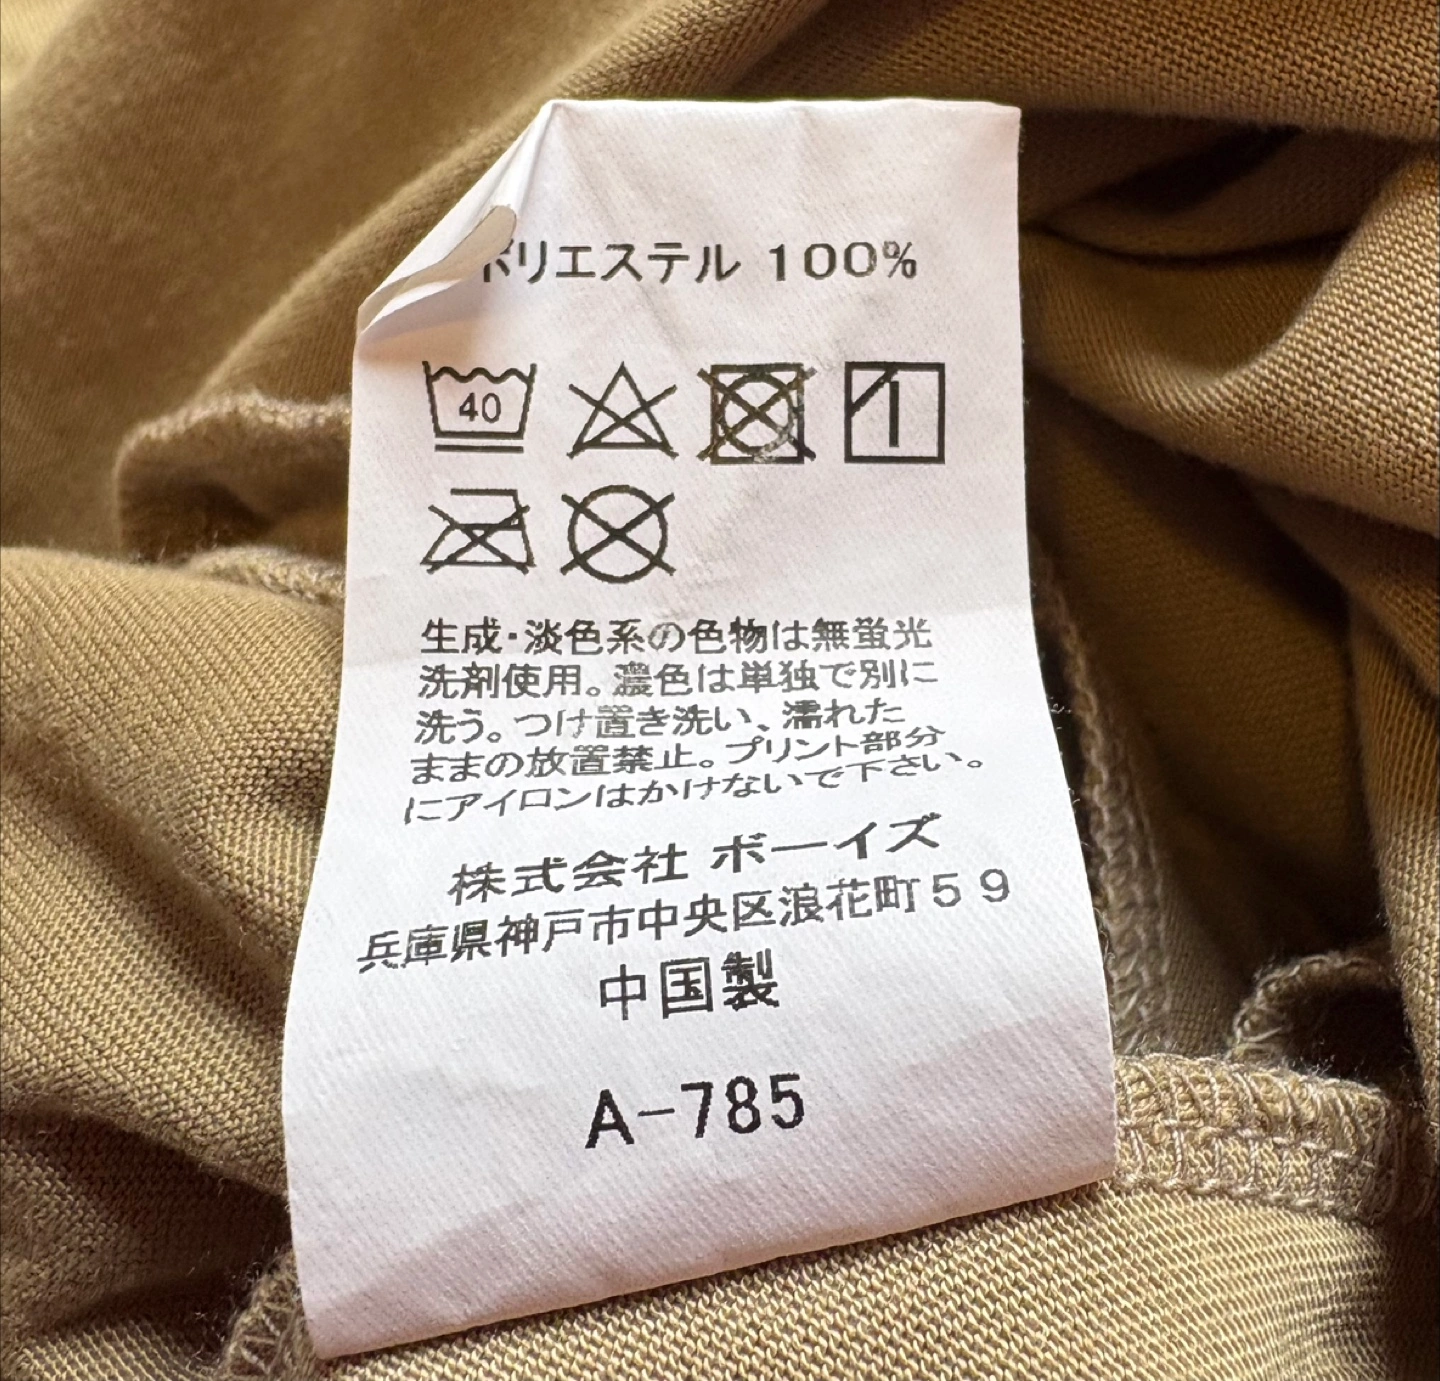 ポリエステル 100%
40
生成・淡色系の色物は無蛍光
洗剤使用。濃色は単独で別に
洗う。つけ置き洗い、濡れた
ままの放置禁止。プリント部分
にアイロンはかけないで下さい。
株式会社 ボーイズ
兵庫県神戸市中央区浪花町59
中国製
A-785